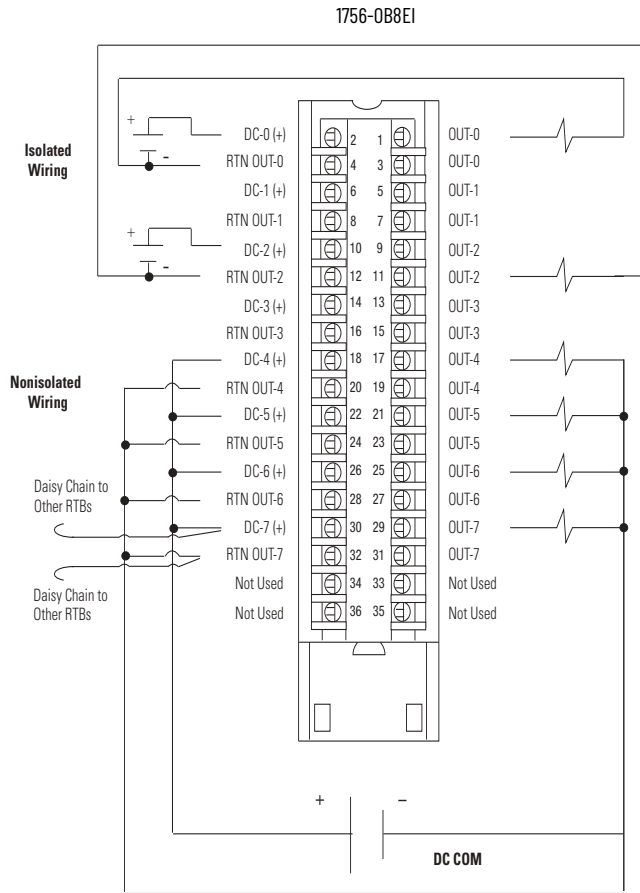 1756-OB8EI
+ DC-0 (+) 2 1 OUT-0
Isolated
Wiring
- RTN OUT-0 4 3 OUT-0
DC-1 (+) 6 5 OUT-1
RTN OUT-1 8 7 OUT-1
+ DC-2 (+) 10 9 OUT-2
- RTN OUT-2 12 11 OUT-2
DC-3 (+) 14 13 OUT-3
RTN OUT-3 16 15 OUT-3
DC-4 (+) 18 17 OUT-4
Nonisolated
Wiring
RTN OUT-4 20 19 OUT-4
DC-5 (+) 22 21 OUT-5
RTN OUT-5 24 23 OUT-5
DC-6 (+) 26 25 OUT-6
Daisy Chain to
Other RTBs
RTN OUT-6 28 27 OUT-6
DC-7 (+) 30 29 OUT-7
RTN OUT-7 32 31 OUT-7
Daisy Chain to
Other RTBs
Not Used 34 33 Not Used
Not Used 36 35 Not Used
+ –
DC COM